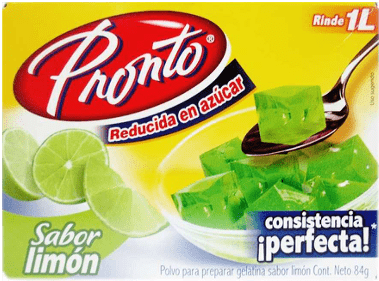 Rinde 1L
Pronto®
Reducida en azúcar
Uso sugerido
Sabor
limón
consistencia
¡perfecta!*
Polvo para preparar gelatina sabor limón Cont. Neto 84g